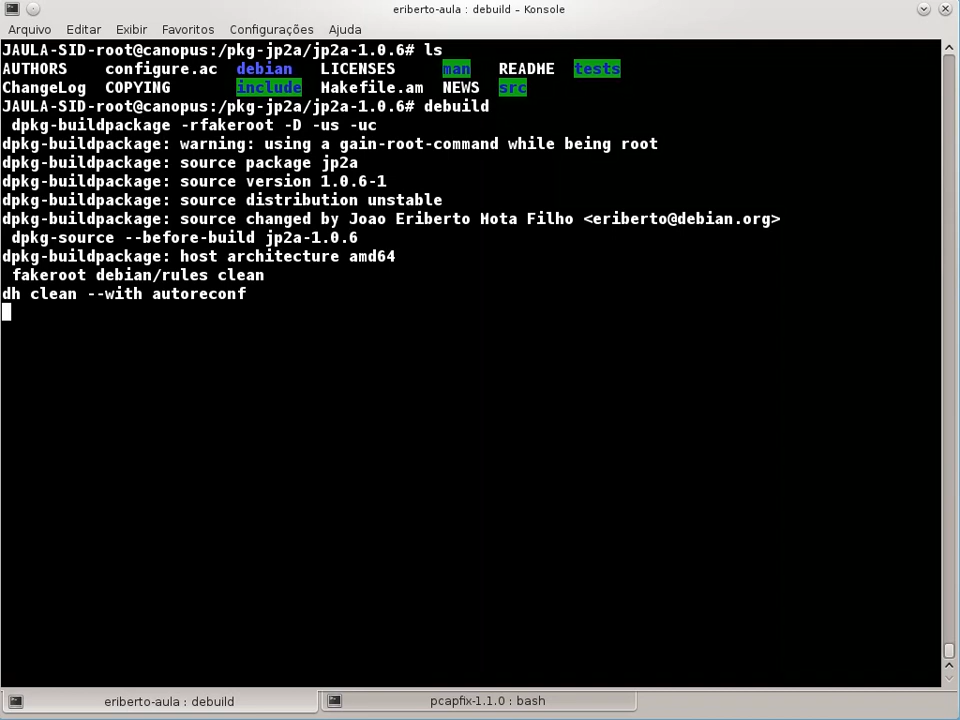 eriberto-aula : debuild – Konsole
Arquivo Editar Exibir Favoritos Configurações Ajuda
JAULA-SID-root@canopus:/pkg-jp2a/jp2a-1.0.6# ls
AUTHORS configure.ac debian LICENSES man README tests
ChangeLog COPYING include Makefile.am NEWS src
JAULA-SID-root@canopus:/pkg-jp2a/jp2a-1.0.6# debuild
dpkg-buildpackage -rfakeroot -D -us -uc
dpkg-buildpackage: warning: using a gain-root-command while being root
dpkg-buildpackage: source package jp2a
dpkg-buildpackage: source version 1.0.6-1
dpkg-buildpackage: source distribution unstable
dpkg-buildpackage: source changed by Joao Eriberto Mota Filho <eriberto@debian.org>
dpkg-source --before-build jp2a-1.0.6
dpkg-buildpackage: host architecture amd64
fakeroot debian/rules clean
dh clean --with autoreconf
eriberto-aula : debuild
pcapfix-1.1.0 : bash